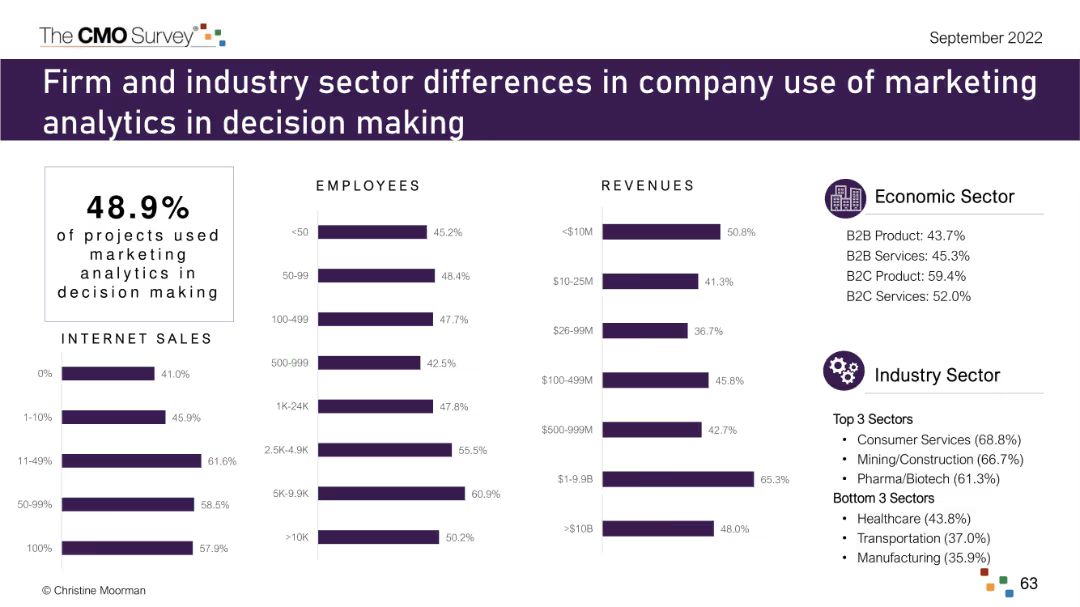 The CMO Survey®
September 2022
Firm and industry sector differences in company use of marketing
analytics in decision making
48.9%
of projects used
marketing
analytics in
decision making
INTERNET SALES
0% 41.0%
1-10% 45.9%
11-49% 61.6%
50-99% 58.5%
100% 57.9%
EMPLOYEES
<50 45.2%
50-99 48.4%
100-499 47.7%
500-999 42.5%
1K-24K 47.8%
2.5K-4.9K 55.5%
5K-9.9K 60.9%
>10K 50.2%
REVENUES
<$10M 50.8%
$10-25M 41.3%
$26-99M 36.7%
$100-499M 45.8%
$500-999M 42.7%
$1-9.9B 65.3%
>$10B 48.0%
Economic Sector
B2B Product: 43.7%
B2B Services: 45.3%
B2C Product: 59.4%
B2C Services: 52.0%
Industry Sector
Top 3 Sectors
• Consumer Services (68.8%)
• Mining/Construction (66.7%)
• Pharma/Biotech (61.3%)
Bottom 3 Sectors
• Healthcare (43.8%)
• Transportation (37.0%)
• Manufacturing (35.9%)
© Christine Moorman
63